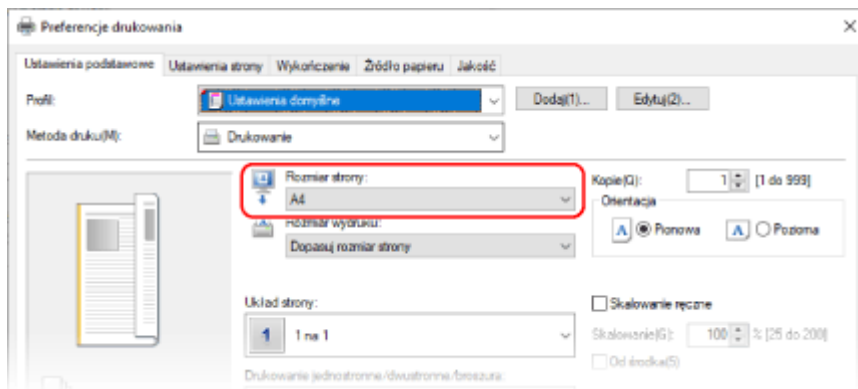 Preferencje drukowania
Ustawienia podstawowe Ustawienia strony Wykończenie Źródło papieru Jakość
Profil: Ustawienia domyślne Dodaj(1)... Edytuj(2)...
Metoda druku(M): Drukowanie
Rozmiar strony:
A4
Kopie(G): 1 [1 do 999]
Orientacja
A Pionowa A Pozioma
Rozmiar wydruku:
Dopasuj rozmiar strony
Układ strony:
1 1 na 1
Skalowanie ręczne
Skalowanie(G): 100 % [25 do 200]
Od środka(5)
Drukowanie jednostronne/dwustronne/broszura: